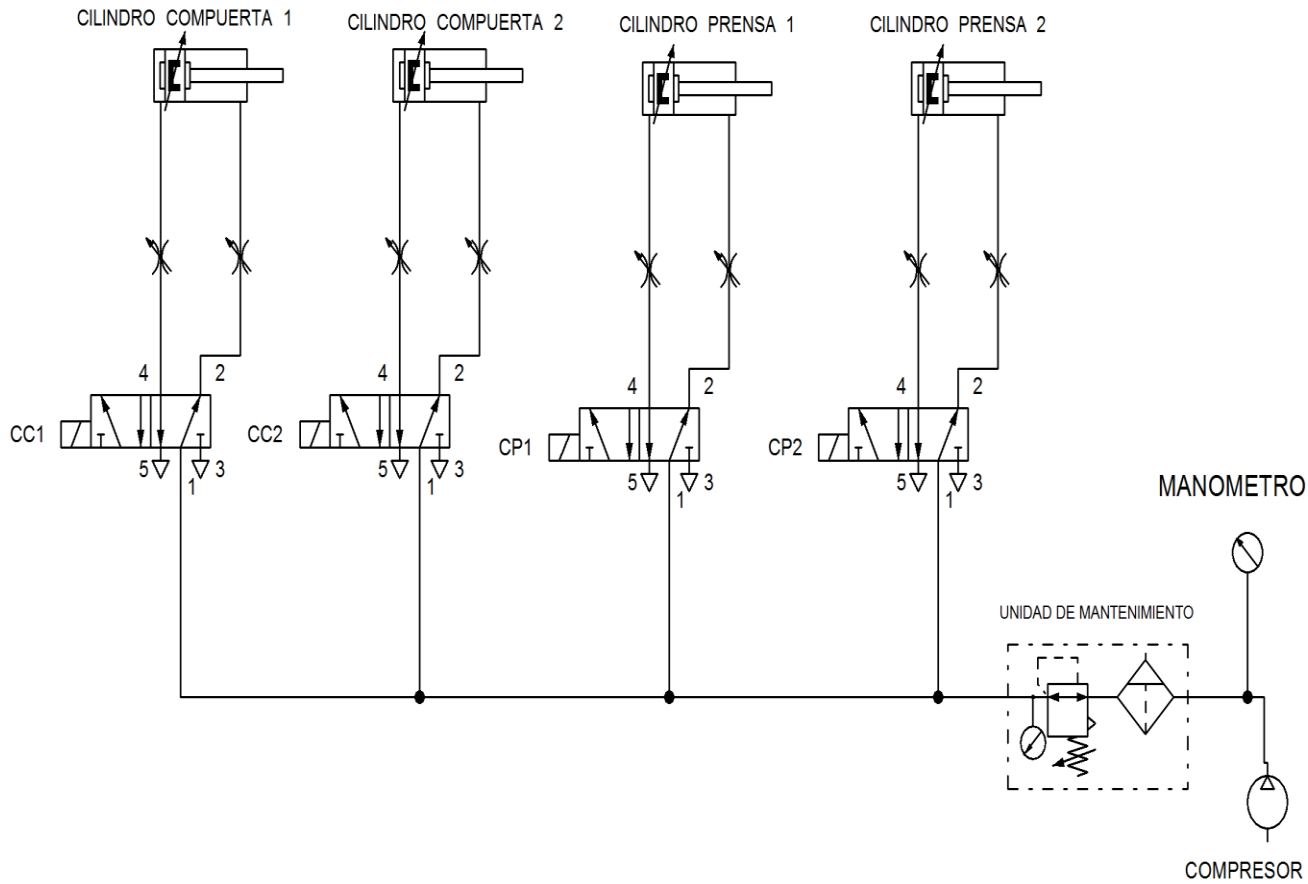 CILINDRO COMPUERTA 1
CILINDRO COMPUERTA 2
CILINDRO PRENSA 1
CILINDRO PRENSA 2
4 2
4 2
4 2
4 2
CC1
CC2
CP1
CP2
5 1 3
5 1 3
5 1 3
5 1 3
MANOMETRO
UNIDAD DE MANTENIMIENTO
COMPRESOR